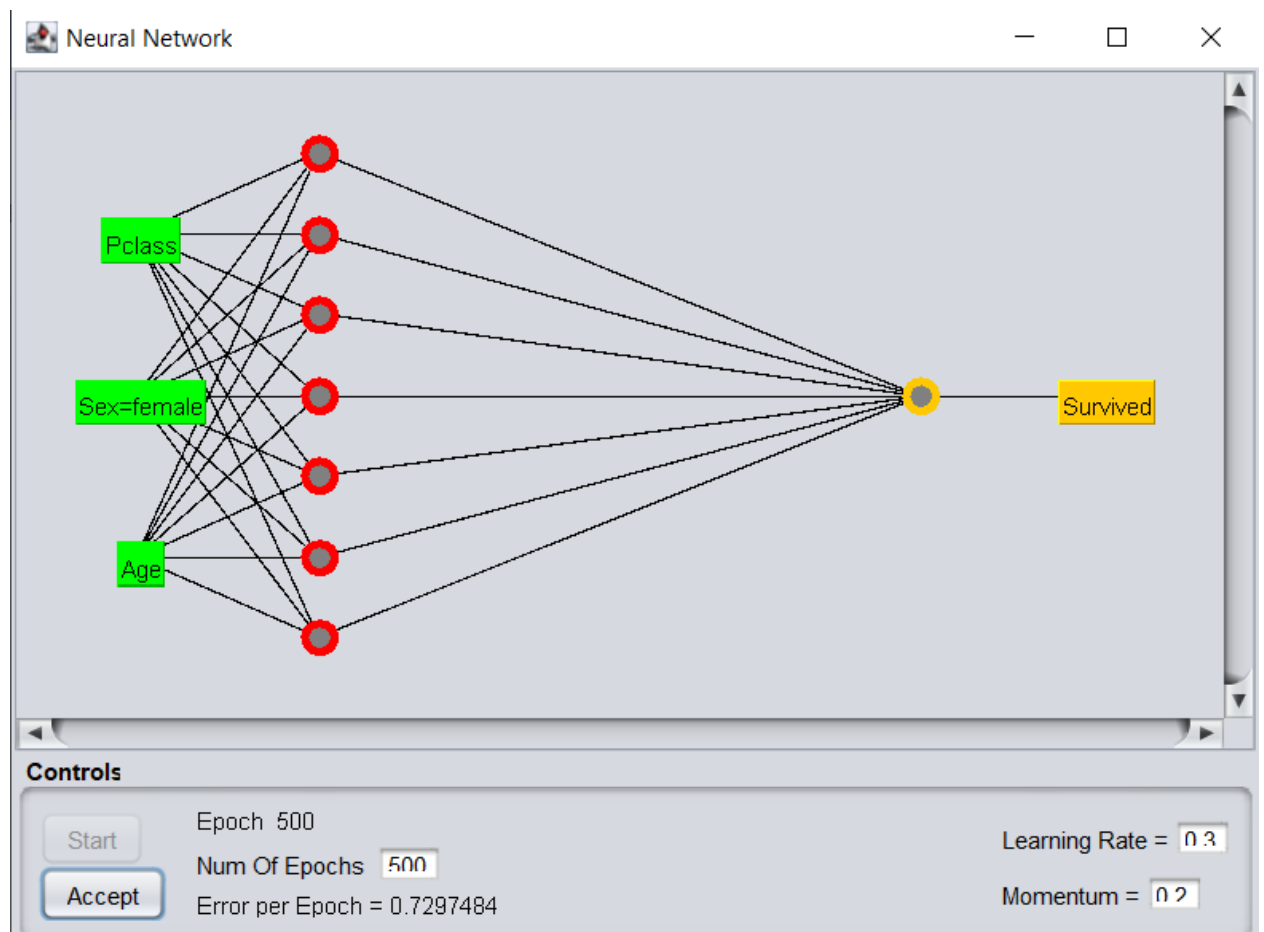 Neural Network
Pclass
Sex=female
Age
Survived
Controls
Start
Accept
Epoch 500
Num Of Epochs 500
Error per Epoch = 0.7297484
Learning Rate = 0.3
Momentum = 0.2